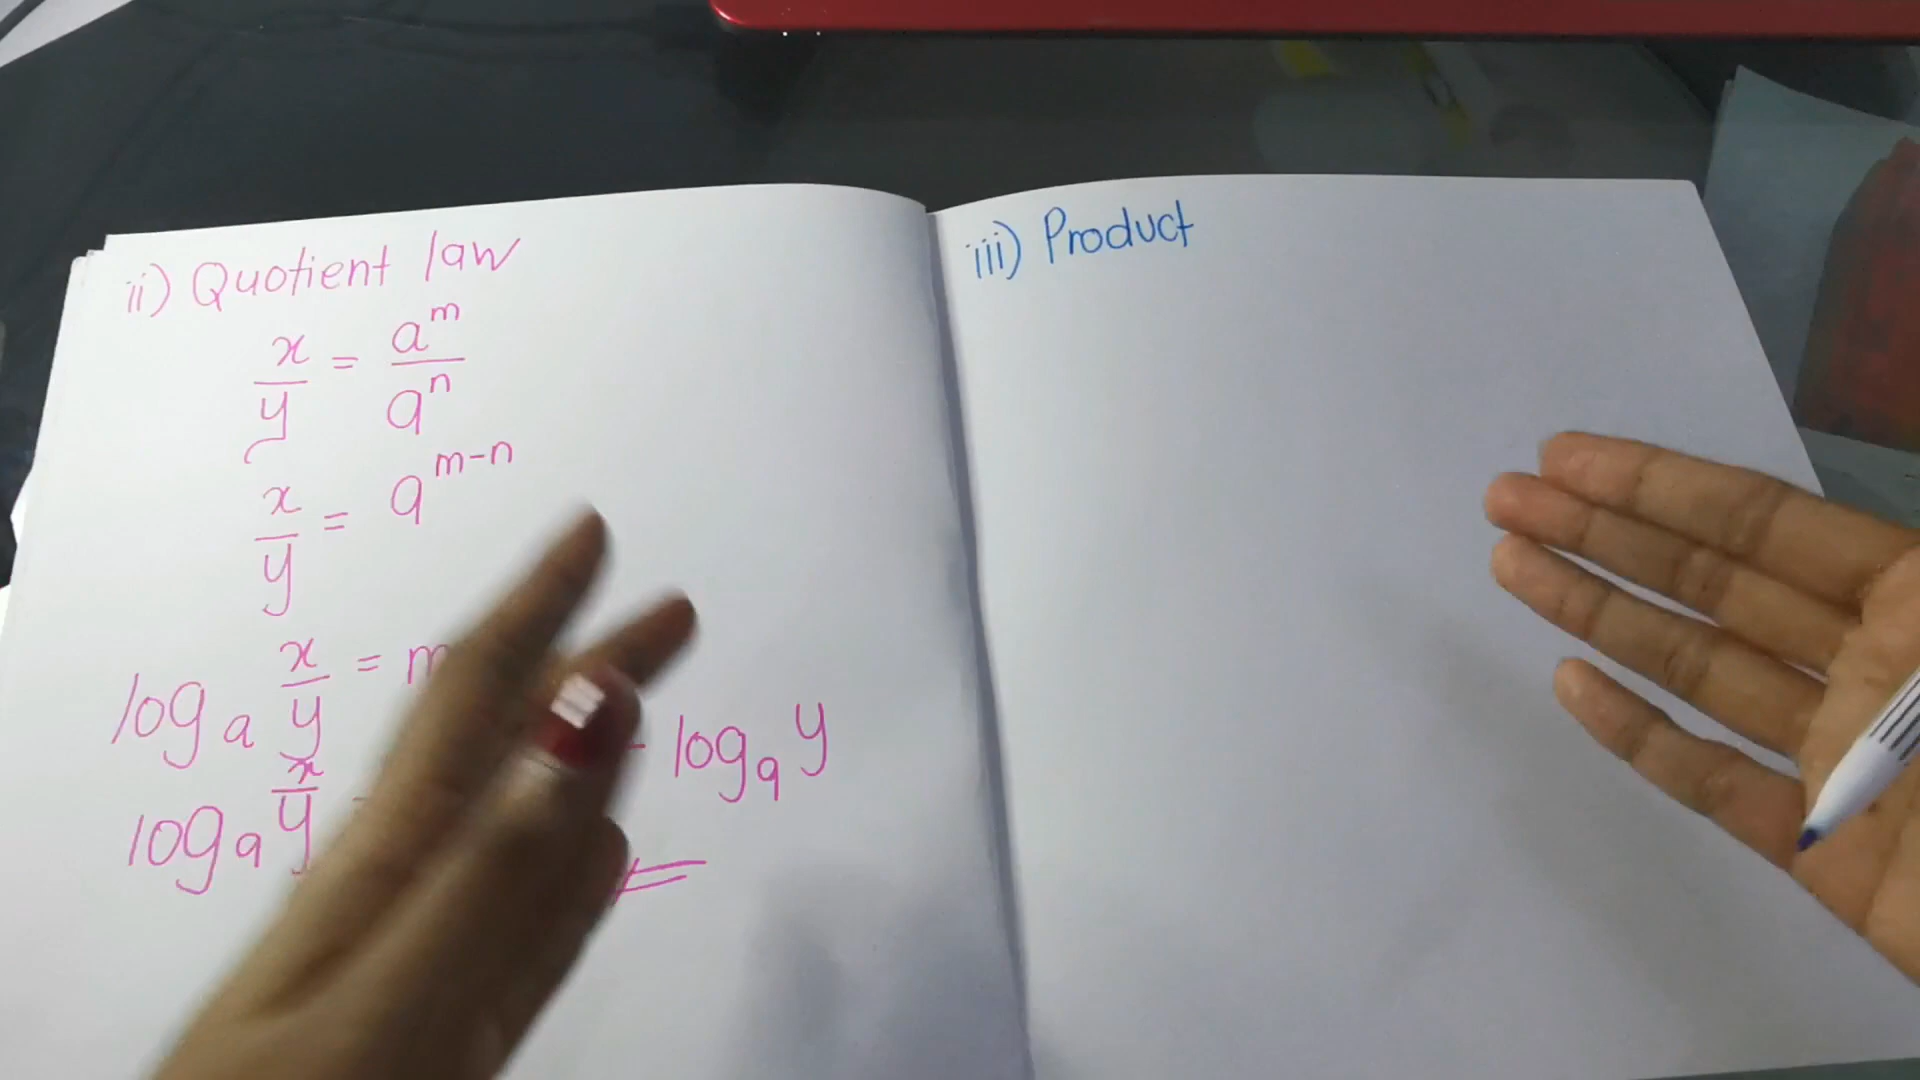 ii) Quotient law
x/y = a^m/a^n
x/y = a^(m-n)
log_a x/y = m
log_a x/y - log_a y
iii) Product